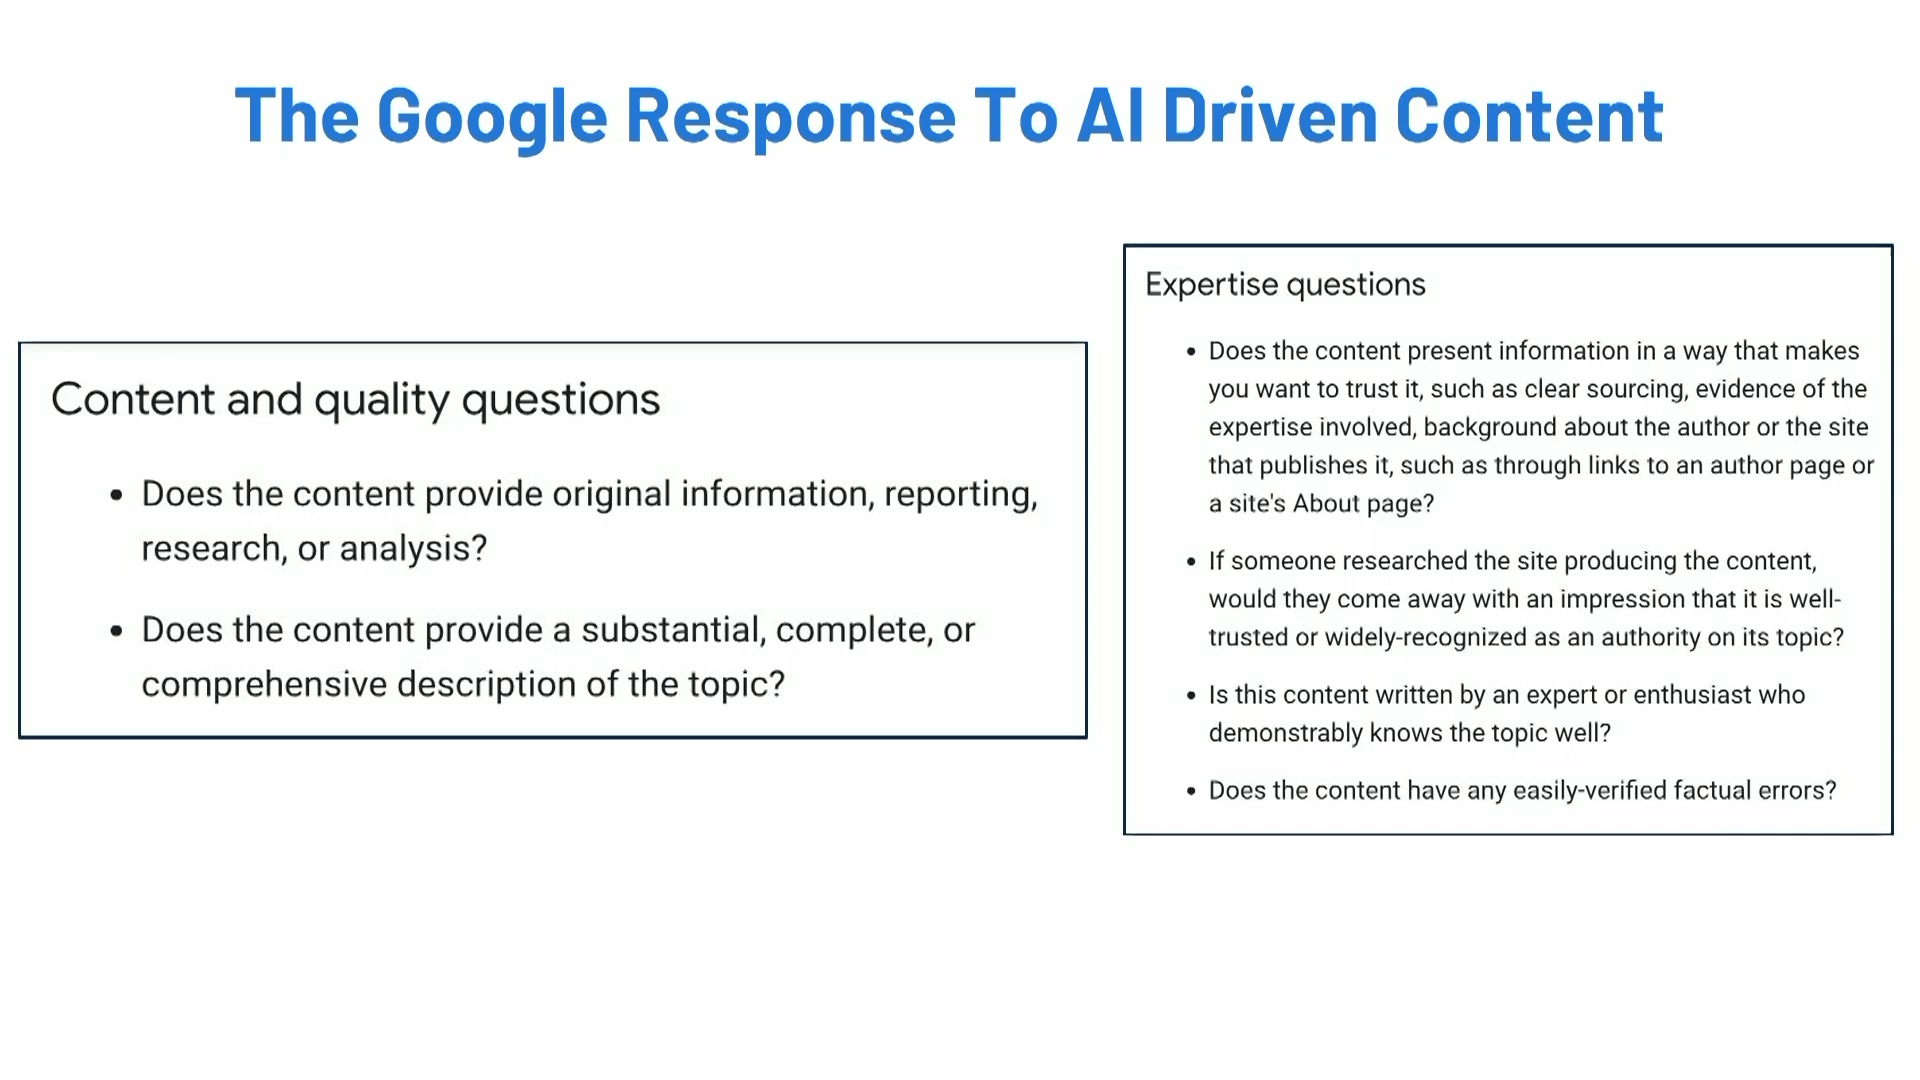 The Google Response To AI Driven Content
Content and quality questions
• Does the content provide original information, reporting,
research, or analysis?
• Does the content provide a substantial, complete, or
comprehensive description of the topic?
Expertise questions
• Does the content present information in a way that makes
you want to trust it, such as clear sourcing, evidence of the
expertise involved, background about the author or the site
that publishes it, such as through links to an author page or
a site's About page?
• If someone researched the site producing the content,
would they come away with an impression that it is well-
trusted or widely-recognized as an authority on its topic?
• Is this content written by an expert or enthusiast who
demonstrably knows the topic well?
• Does the content have any easily-verified factual errors?